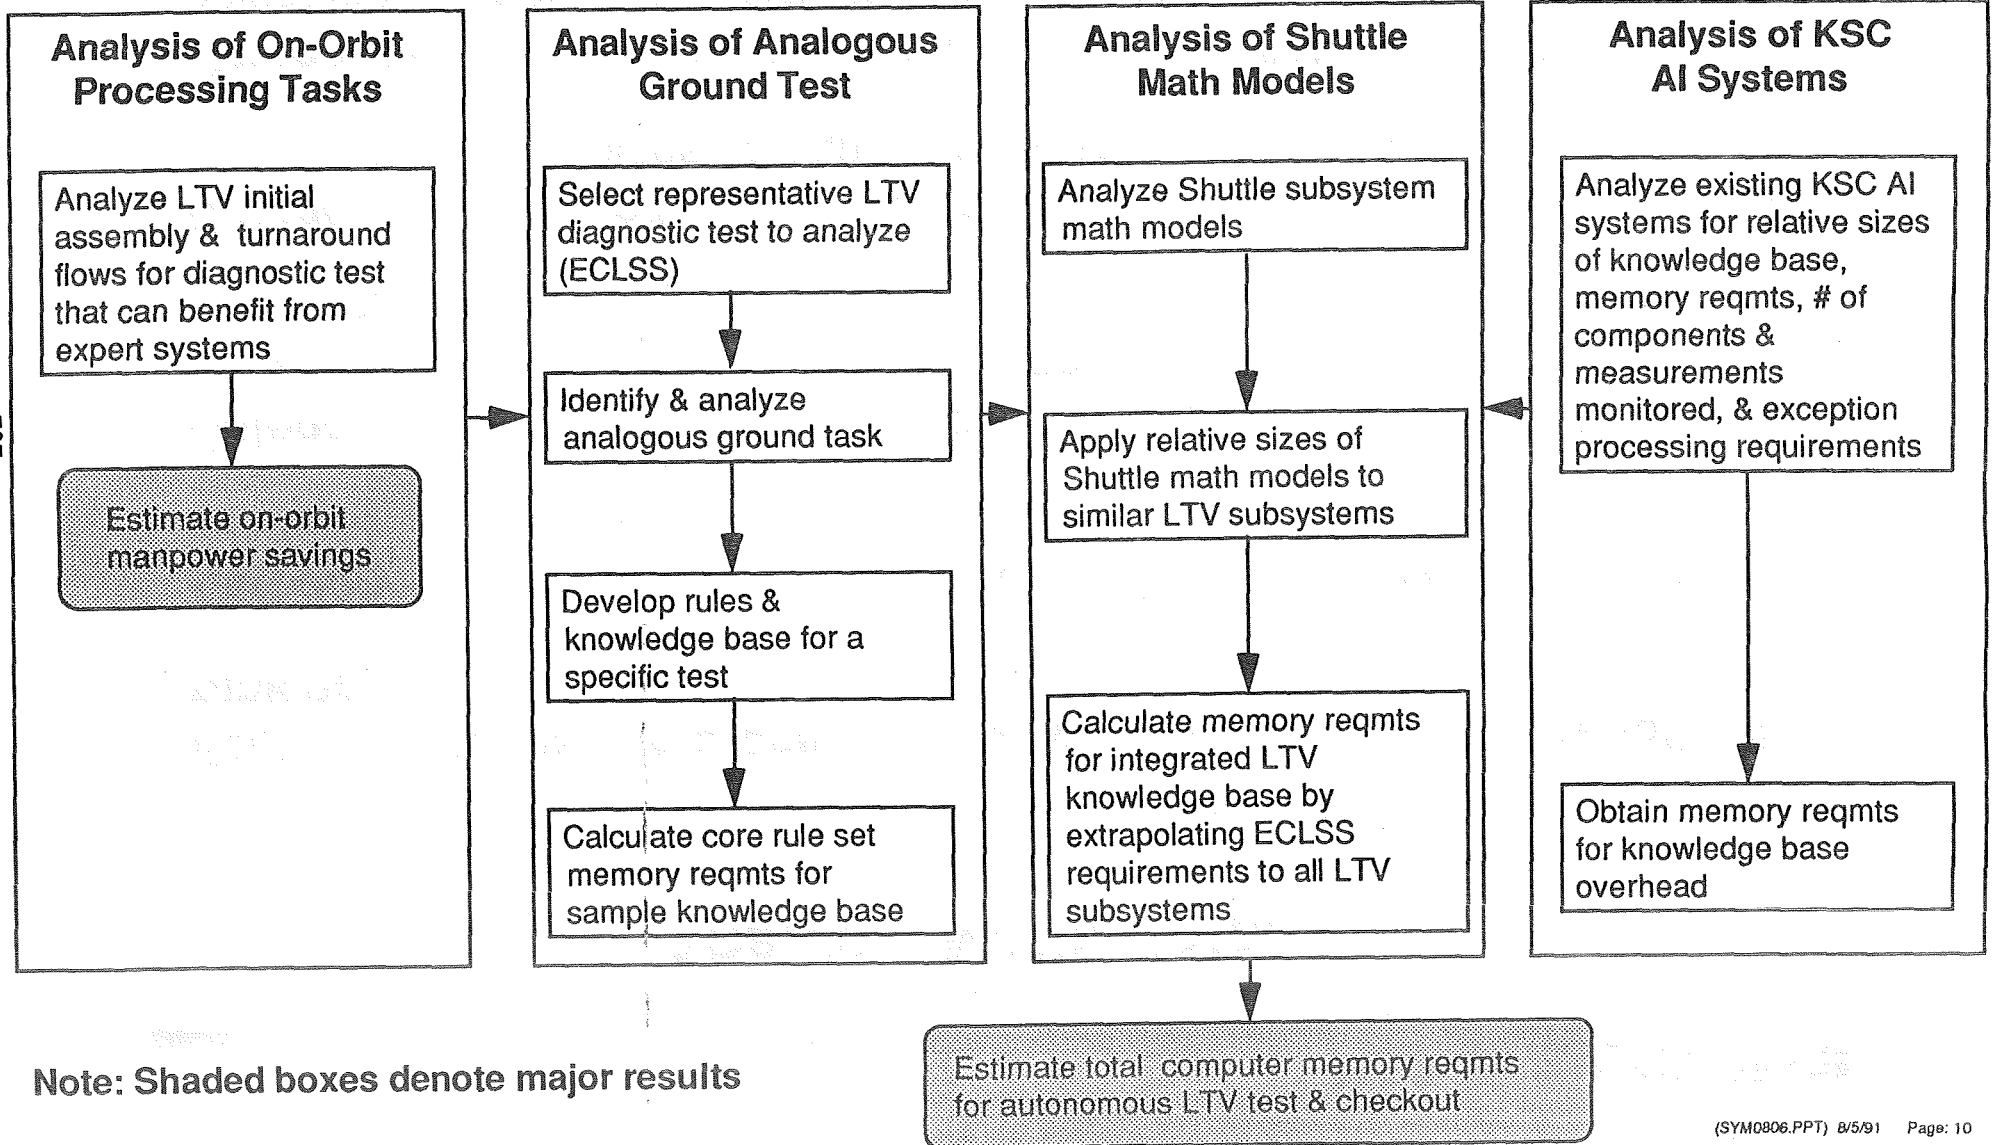 Analysis of On-Orbit
Processing Tasks
Analyze LTV initial
assembly & turnaround
flows for diagnostic test
that can benefit from
expert systems
Estimate on-orbit
manpower savings
Analysis of Analogous
Ground Test
Select representative LTV
diagnostic test to analyze
(ECLSS)
Identify & analyze
analogous ground task
Develop rules &
knowledge base for a
specific test
Calculate core rule set
memory reqmts for
sample knowledge base
Analysis of Shuttle
Math Models
Analyze Shuttle subsystem
math models
Apply relative sizes of
Shuttle math models to
similar LTV subsystems
Calculate memory reqmts
for integrated LTV
knowledge base by
extrapolating ECLSS
requirements to all LTV
subsystems
Analysis of KSC
AI Systems
Analyze existing KSC AI
systems for relative sizes
of knowledge base,
memory reqmts, # of
components &
measurements
monitored, & exception
processing requirements
Obtain memory reqmts
for knowledge base
overhead
Estimate total computer memory reqmts
for autonomous LTV test & checkout
Note: Shaded boxes denote major results
(SYM0806.PPT) 8/5/91 Page: 10